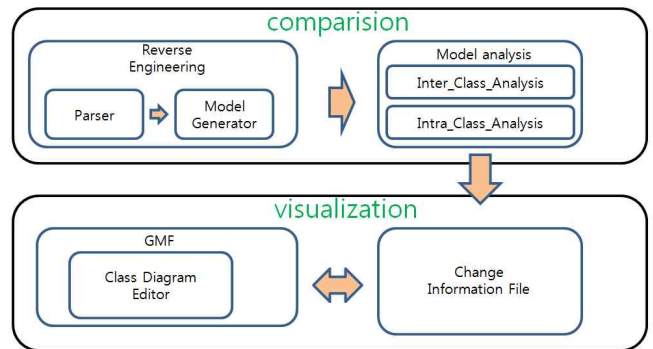 comparision
Reverse
Engineering
Parser
Model
Generator
Model analysis
Inter_Class_Analysis
Intra_Class_Analysis
visualization
GMF
Class Diagram
Editor
Change
Information File